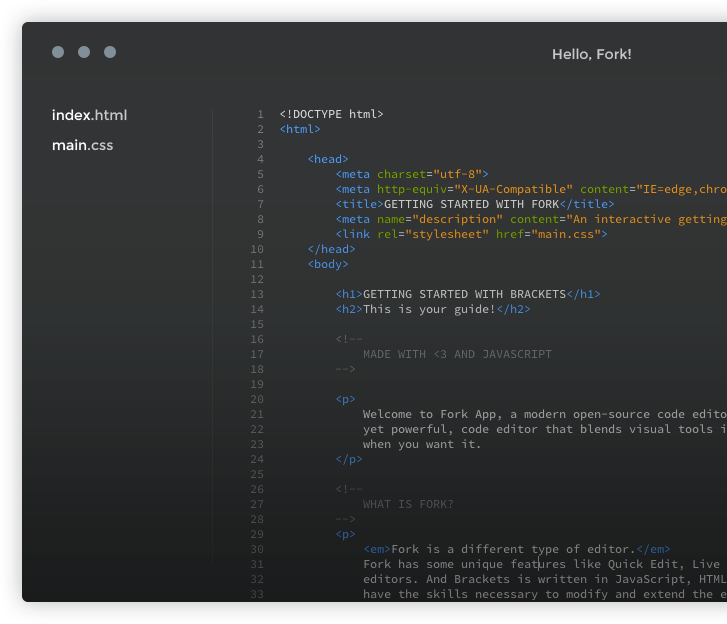 Hello, Fork!
index.html
main.css
1 <!DOCTYPE html>
2 <html>
3
4 <head>
5 <meta charset="utf-8">
6 <meta http-equiv="X-UA-Compatible" content="IE=edge,chro
7 <title>GETTING STARTED WITH FORK</title>
8 <meta name="description" content="An interactive getting
9 <link rel="stylesheet" href="main.css">
10 </head>
11 <body>
12
13 <h1>GETTING STARTED WITH BRACKETS</h1>
14 <h2>This is your guide!</h2>
15
16 <!--
17 MADE WITH <3 AND JAVASCRIPT
18 -->
19
20 <p>
21 Welcome to Fork App, a modern open-source code edito
22 yet powerful, code editor that blends visual tools i
23 when you want it.
24 </p>
25
26 <!--
27 WHAT IS FORK?
28 -->
29 <p>
30 <em>Fork is a different type of editor.</em>
31 Fork has some unique features like Quick Edit, Live
32 editors. And Brackets is written in JavaScript, HTML
33 have the skills necessary to modify and extend the e